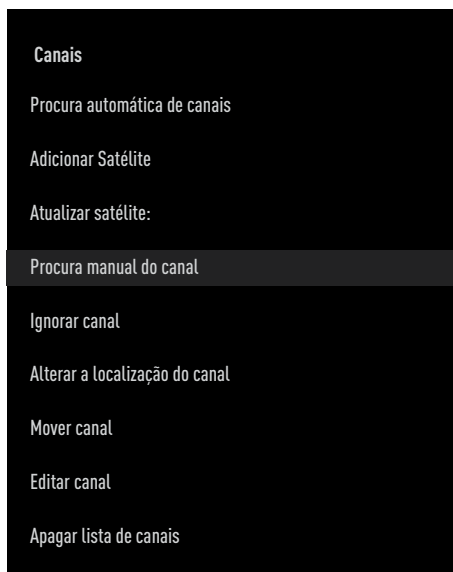 Canais
Procura automática de canais
Adicionar Satélite
Atualizar satélite:
Procura manual do canal
Ignorar canal
Alterar a localização do canal
Mover canal
Editar canal
Apagar lista de canais